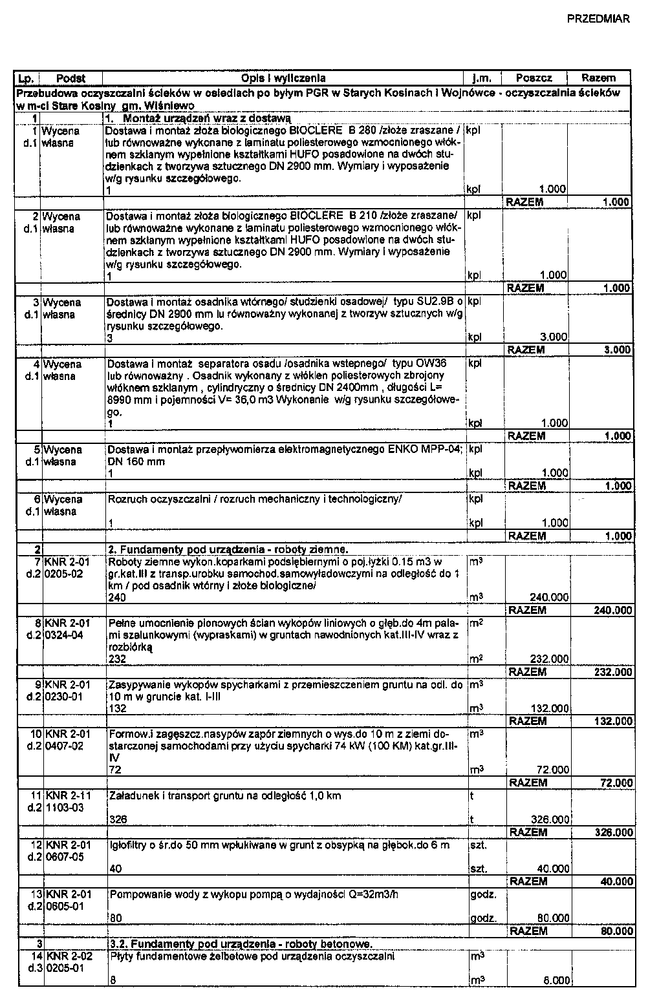 PRZEDMIAR
Lp. Podst Opis i wyliczenia j.m. Poszcz Razem
Przebudowa oczyszczalni ścieków w osiedlach po byłym PGR w Starych Kosinach i Wojnówce - oczyszczalnia ścieków
w m-ci Stare Kosiny gm. Wiśniewo
1 1. Montaż urządzeń wraz z dostawą
1 Wycena Dostawa i montaż złoża biologicznego BIOCLERE B 280 /złoże zraszane / kpl
d.1 własna lub równoważne wykonane z laminatu poliesterowego wzmocnionego włók-
nem szklanym wypełnione kształtkami HUFO posadowione na dwóch stu-
dzienkach z tworzywa sztucznego DN 2900 mm. Wymiary i wyposażenie
w/g rysunku szczegółowego.
1 kpl 1.000
RAZEM 1.000
2 Wycena Dostawa i montaż złoża biologicznego BIOCLERE B 210 /złoże zraszane/ kpl
d.1 własna lub równoważne wykonane z laminatu poliesterowego wzmocnionego włók-
nem szklanym wypełnione kształtkami HUFO posadowione na dwóch stu-
dzienkach z tworzywa sztucznego DN 2900 mm. Wymiary i wyposażenie
w/g rysunku szczegółowego.
1 kpl 1.000
RAZEM 1.000
3 Wycena Dostawa i montaż osadnika wtórnego/ studzienki osadowej/ typu SU2.9B o kpl
d.1 własna średnicy DN 2900 mm lu równoważny wykonanej z tworzyw sztucznych w/g
rysunku szczegółowego.
3 kpl 3.000
RAZEM 3.000
4 Wycena Dostawa i montaż separatora osadu /osadnika wstepnego/ typu OW36 kpl
d.1 własna lub równoważny . Osadnik wykonany z włóklen poliesterowych zbrojony
włóknem szklanym , cylindryczny o średnicy DN 2400mm , długości L=
8990 mm i pojemności V= 36,0 m3 Wykonanie w/g rysunku szczegółowe-
go.
1 kpl 1.000
RAZEM 1.000
5 Wycena Dostawa i montaż przepływomierza elektromagnetycznego ENKO MPP-04; kpl
d.1 własna DN 160 mm
1 kpl 1.000
RAZEM 1.000
6 Wycena Rozruch oczyszczalni / rozruch mechaniczny i technologiczny/ kpl
d.1 własna
1 kpl 1.000
RAZEM 1.000
2 2. Fundamenty pod urządzenia - roboty ziemne.
7 KNR 2-01 Roboty ziemne wykon.koparkami podsiębiernymi o poj.łyżki 0.15 m3 w m³
d.2 0205-02 gr.kat.III z transp.urobku samochod.samowyładowczymi na odległość do 1
km / pod osadnik wtórny i złoże biologiczne/
240 m³ 240.000
RAZEM 240.000
8 KNR 2-01 Pełne umocnienie pionowych ścian wykopów liniowych o głęb.do 4m pala- m²
d.2 0324-04 mi szalunkowymi (wypraskami) w gruntach nawodnionych kat.III-IV wraz z
rozbiórką
232 m² 232.000
RAZEM 232.000
9 KNR 2-01 Zasypywanie wykopów spycharkami z przemieszczeniem gruntu na odl. do m³
d.2 0230-01 10 m w gruncie kat. I-III
132 m³ 132.000
RAZEM 132.000
10 KNR 2-01 Formow.i zagęszcz.nasypów zapór ziemnych o wys.do 10 m z ziemi do- m³
d.2 0407-02 starczonej samochodami przy użyciu spycharki 74 kW (100 KM) kat.gr.III-
IV
72 m³ 72.000
RAZEM 72.000
11 KNR 2-11 Załadunek i transport gruntu na odległość 1,0 km t
d.2 1103-03
326 t 326.000
RAZEM 326.000
12 KNR 2-01 Igłofiltry o śr.do 50 mm wpłukiwane w grunt z obsypką na głębok.do 6 m szt.
d.2 0607-05
40 szt. 40.000
RAZEM 40.000
13 KNR 2-01 Pompowanie wody z wykopu pompą o wydajności Q=32m3/h godz.
d.2 0605-01
80 godz. 80.000
RAZEM 80.000
3 3.2. Fundamenty pod urządzenia - roboty betonowe.
14 KNR 2-02 Płyty fundamentowe żelbetowe pod urządzenia oczyszczalni m³
d.3 0205-01
8 m³ 8.000